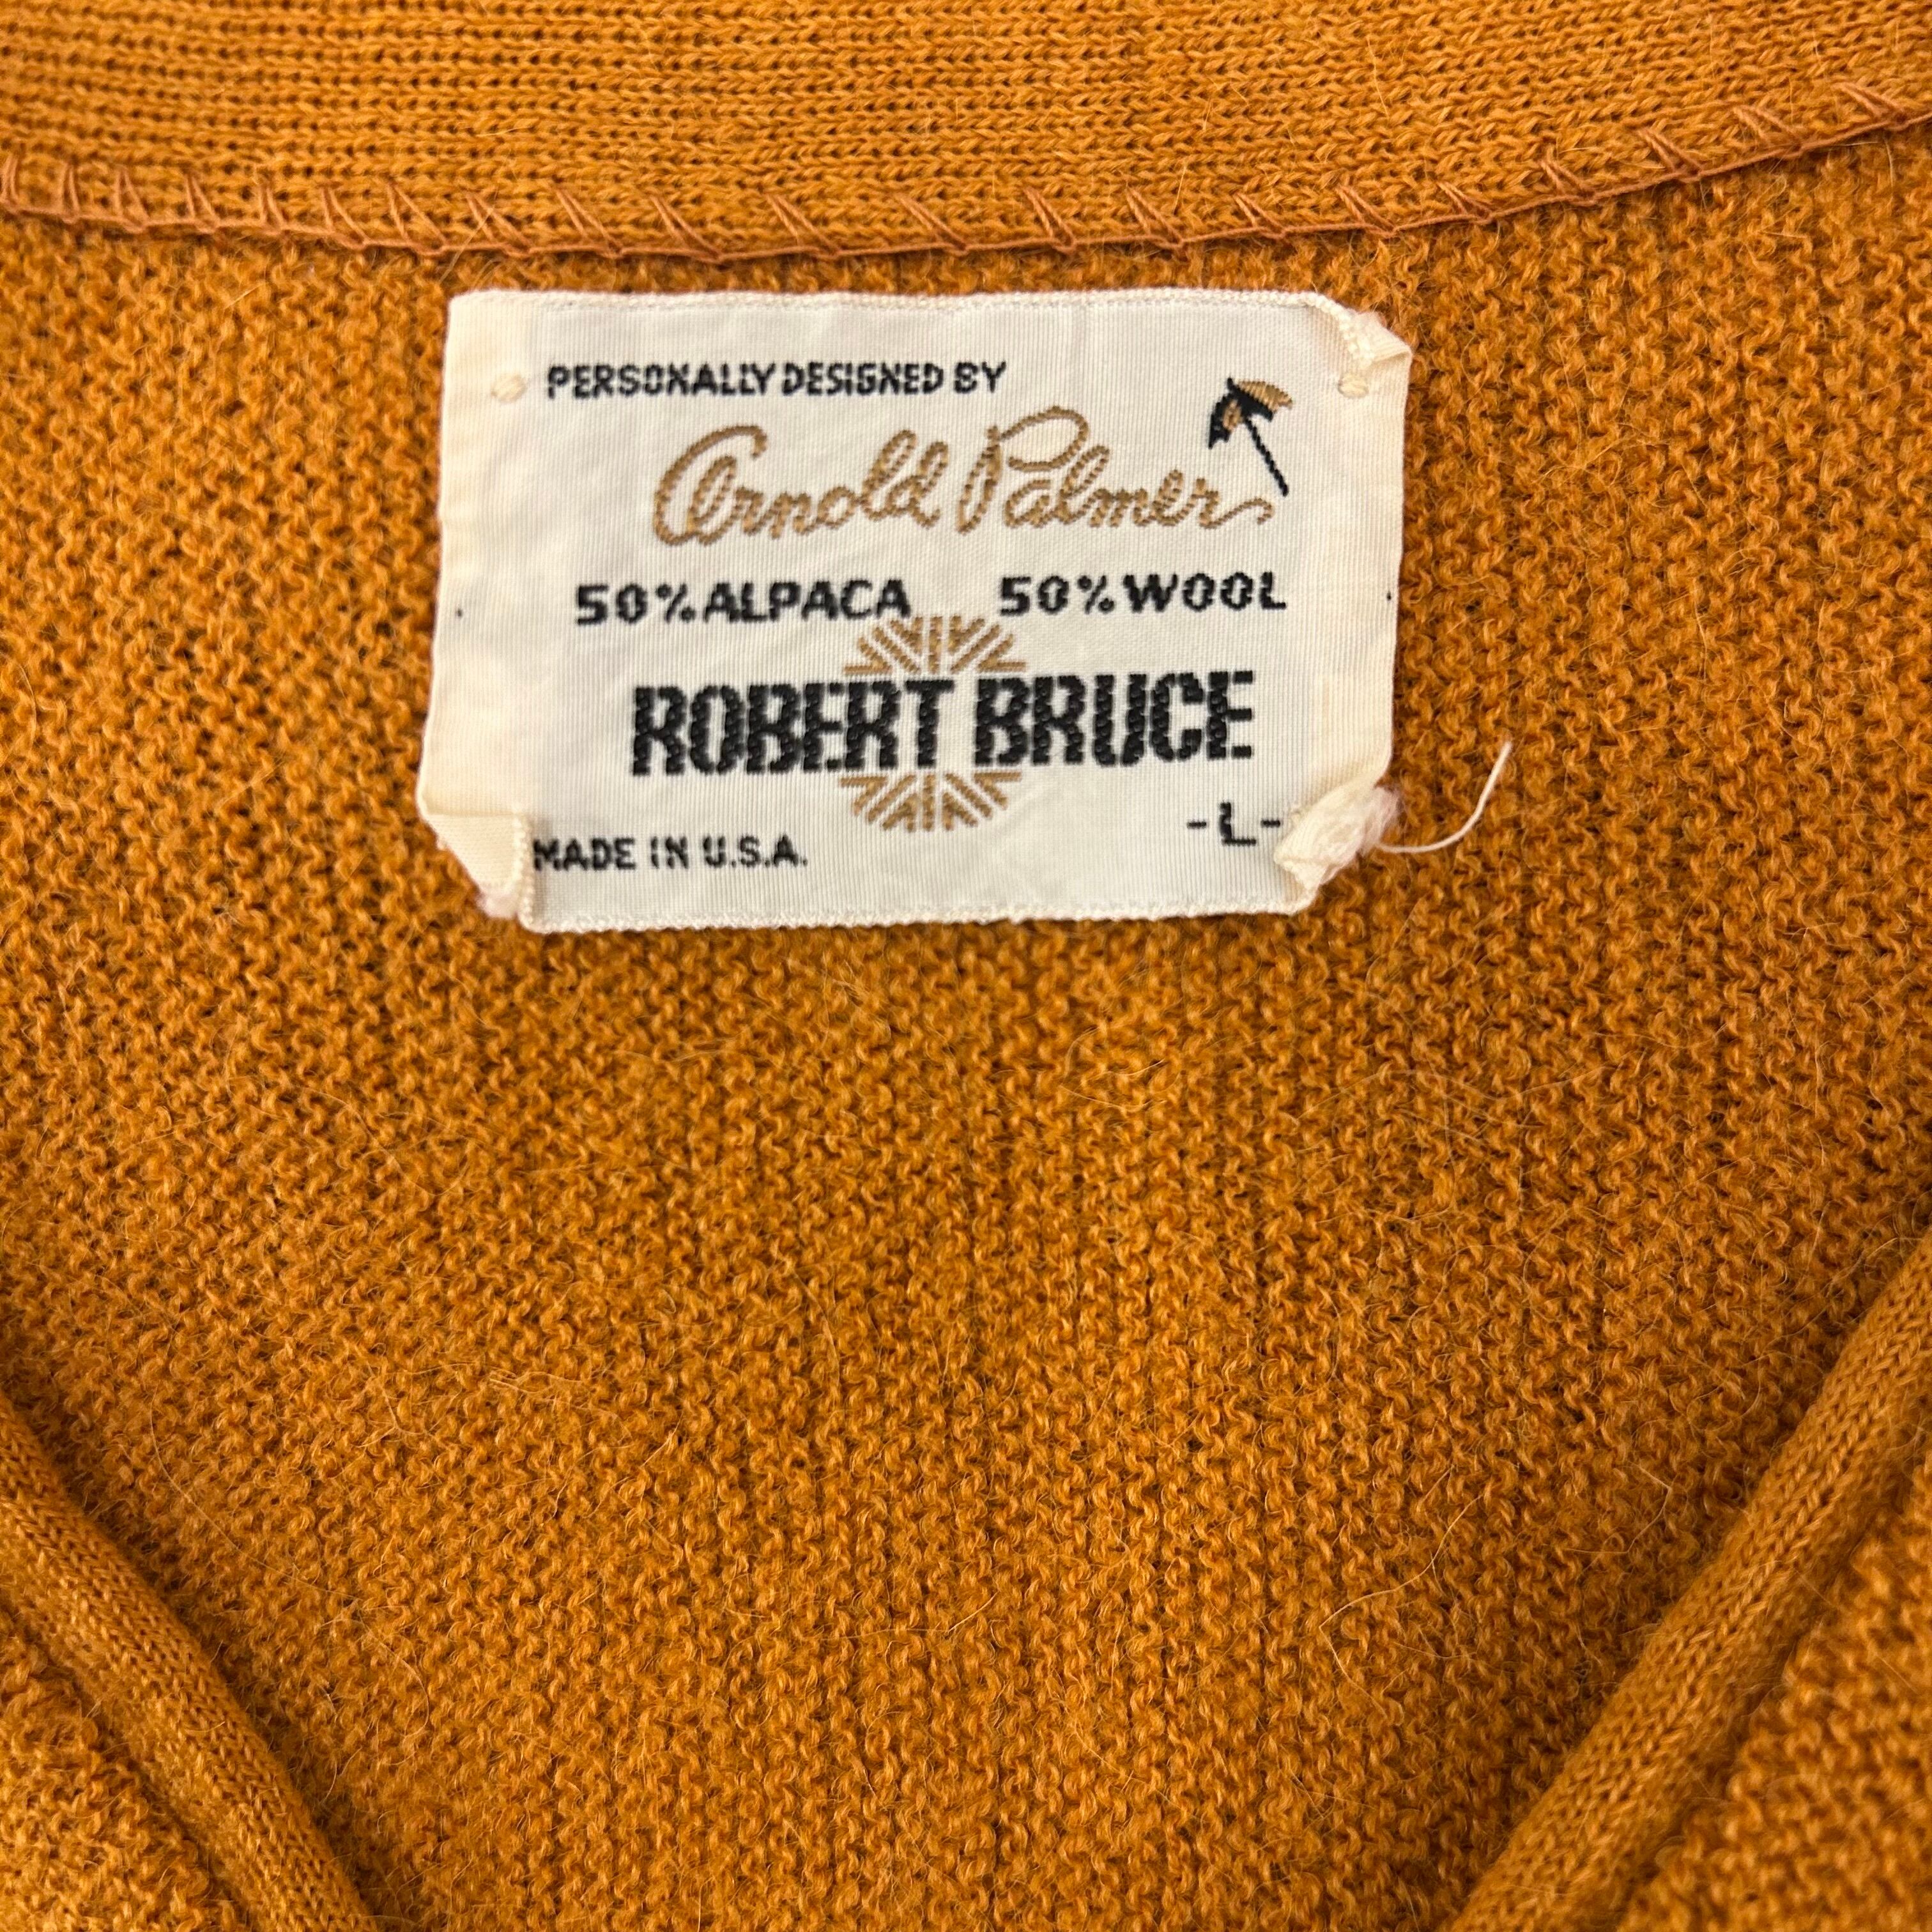 PERSONALLY DESIGNED BY
Arnold Palmer
50% ALPACA 50% WOOL
ROBERT BRUCE
-L-
MADE IN U.S.A.